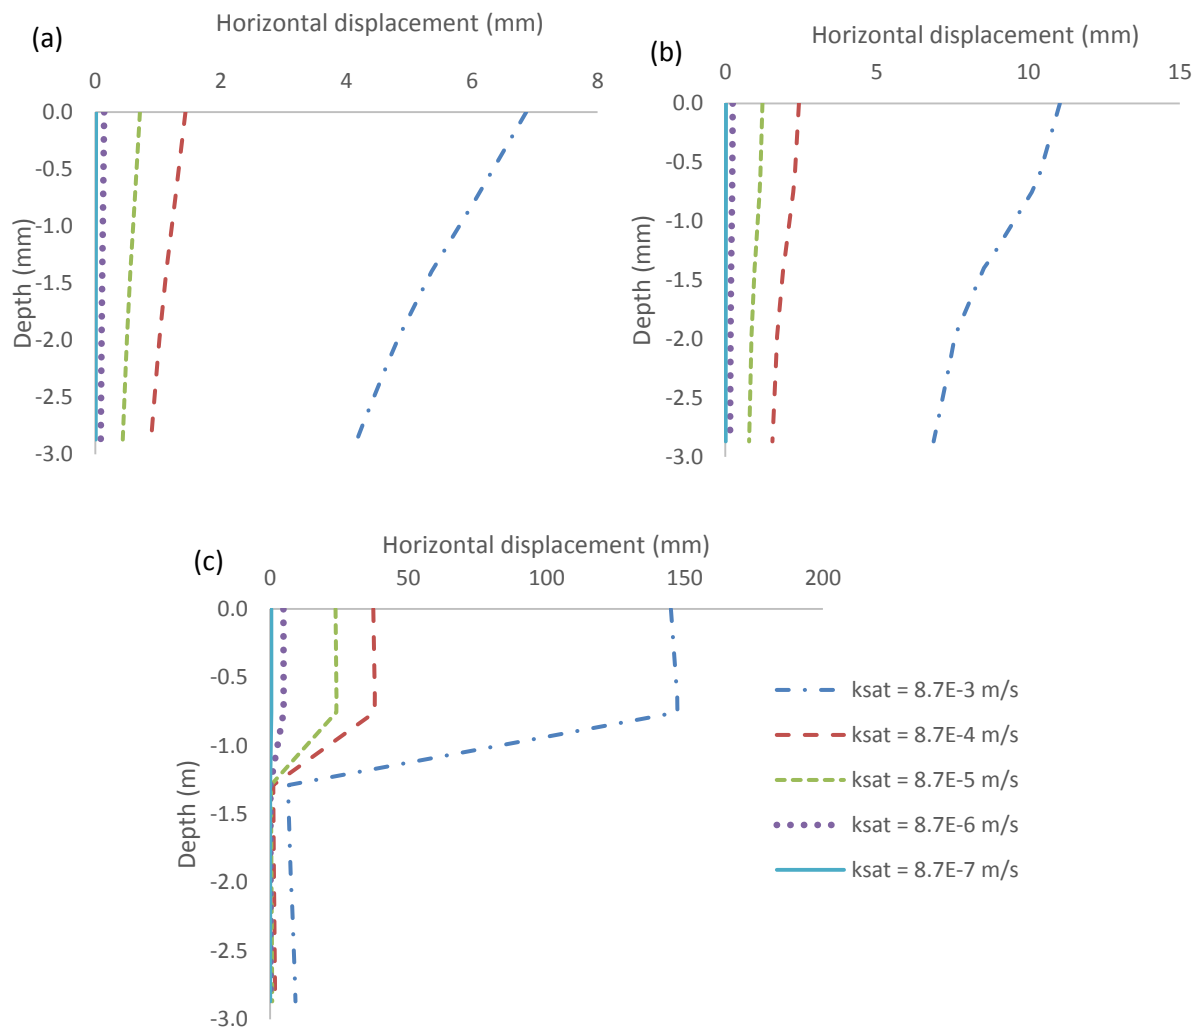 (a)
Horizontal displacement (mm)
0 2 4 6 8
0.0
-0.5
-1.0
-1.5
-2.0
-2.5
-3.0
Depth (mm)
(b)
Horizontal displacement (mm)
0 5 10 15
0.0
-0.5
-1.0
-1.5
-2.0
-2.5
-3.0
Depth (mm)
(c)
Horizontal displacement (mm)
0 50 100 150 200
0.0
-0.5
-1.0
-1.5
-2.0
-2.5
-3.0
Depth (m)
ksat = 8.7E-3 m/s
ksat = 8.7E-4 m/s
ksat = 8.7E-5 m/s
ksat = 8.7E-6 m/s
ksat = 8.7E-7 m/s